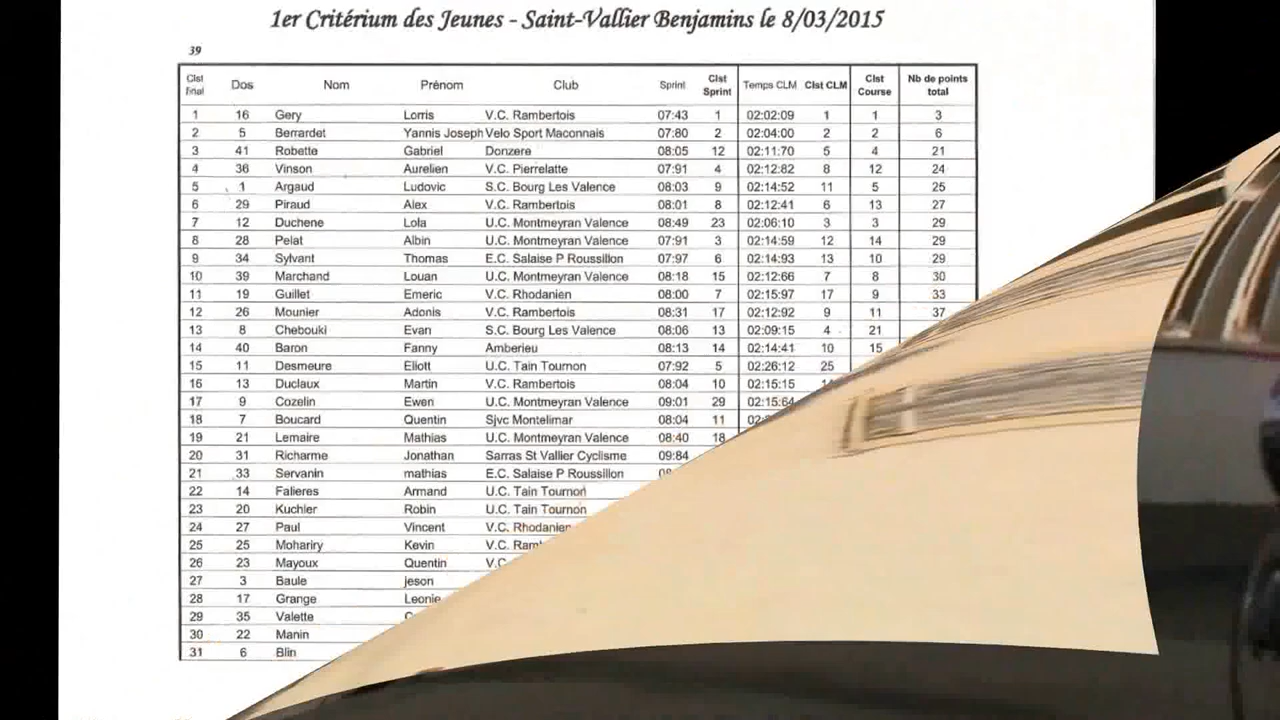 1er Critérium des Jeunes - Saint-Vallier Benjamins le 8/03/2015
39
Clst final Dos Nom Prénom Club Sprint Clst Sprint Temps CLM Clst CLM Clst Course Nb de points total
1 16 Gery Lorris V.C. Rambertois 07:43 1 02:02:09 1 1 3
2 5 Berrardet Yannis Joseph Velo Sport Maconnais 07:80 2 02:04:00 2 2 6
3 41 Robette Gabriel Donzere 08:05 12 02:11:70 5 4 21
4 36 Vinson Aurelien V.C. Pierrelatte 07:91 4 02:12:82 8 12 24
5 1 Argaud Ludovic S.C. Bourg Les Valence 08:03 9 02:14:52 11 5 25
6 29 Piraud Alex V.C. Rambertois 08:01 8 02:12:41 6 13 27
7 12 Duchene Lola U.C. Montmeyran Valence 08:49 23 02:06:10 3 3 29
8 28 Pelat Albin U.C. Montmeyran Valence 07:91 3 02:14:59 12 14 29
9 34 Sylvant Thomas E.C. Salaise P Roussillon 07:97 6 02:14:93 13 10 29
10 39 Marchand Louan U.C. Montmeyran Valence 08:18 15 02:12:66 7 8 30
11 19 Guillet Emeric V.C. Rhodanien 08:00 7 02:15:97 17 9 33
12 26 Mounier Adonis V.C. Rambertois 08:31 17 02:12:92 9 11 37
13 8 Chebouki Evan S.C. Bourg Les Valence 08:06 13 02:09:15 4 21
14 40 Baron Fanny Amberieu 08:13 14 02:14:41 10 15
15 11 Desmeure Eliott U.C. Tain Tournon 07:92 5 02:26:12 25
16 13 Duclaux Martin V.C. Rambertois 08:04 10 02:15:15
17 9 Cozelin Ewen U.C. Montmeyran Valence 09:01 29 02:15:64
18 7 Boucard Quentin Sjvc Montelimar 08:04 11
19 21 Lemaire Mathias U.C. Montmeyran Valence 08:40 18
20 31 Richarme Jonathan Sarras St Vallier Cyclisme 09:84
21 33 Servanin mathias E.C. Salaise P Roussillon
22 14 Falieres Armand U.C. Tain Tournon
23 20 Kuchler Robin U.C. Tain Tournon
24 27 Paul Vincent V.C. Rhodanien
25 25 Mohariry Kevin V.C.
26 23 Mayoux Quentin
27 3 Baule jeson
28 17 Grange Leonie
29 35 Valette
30 22 Manin
31 6 Blin